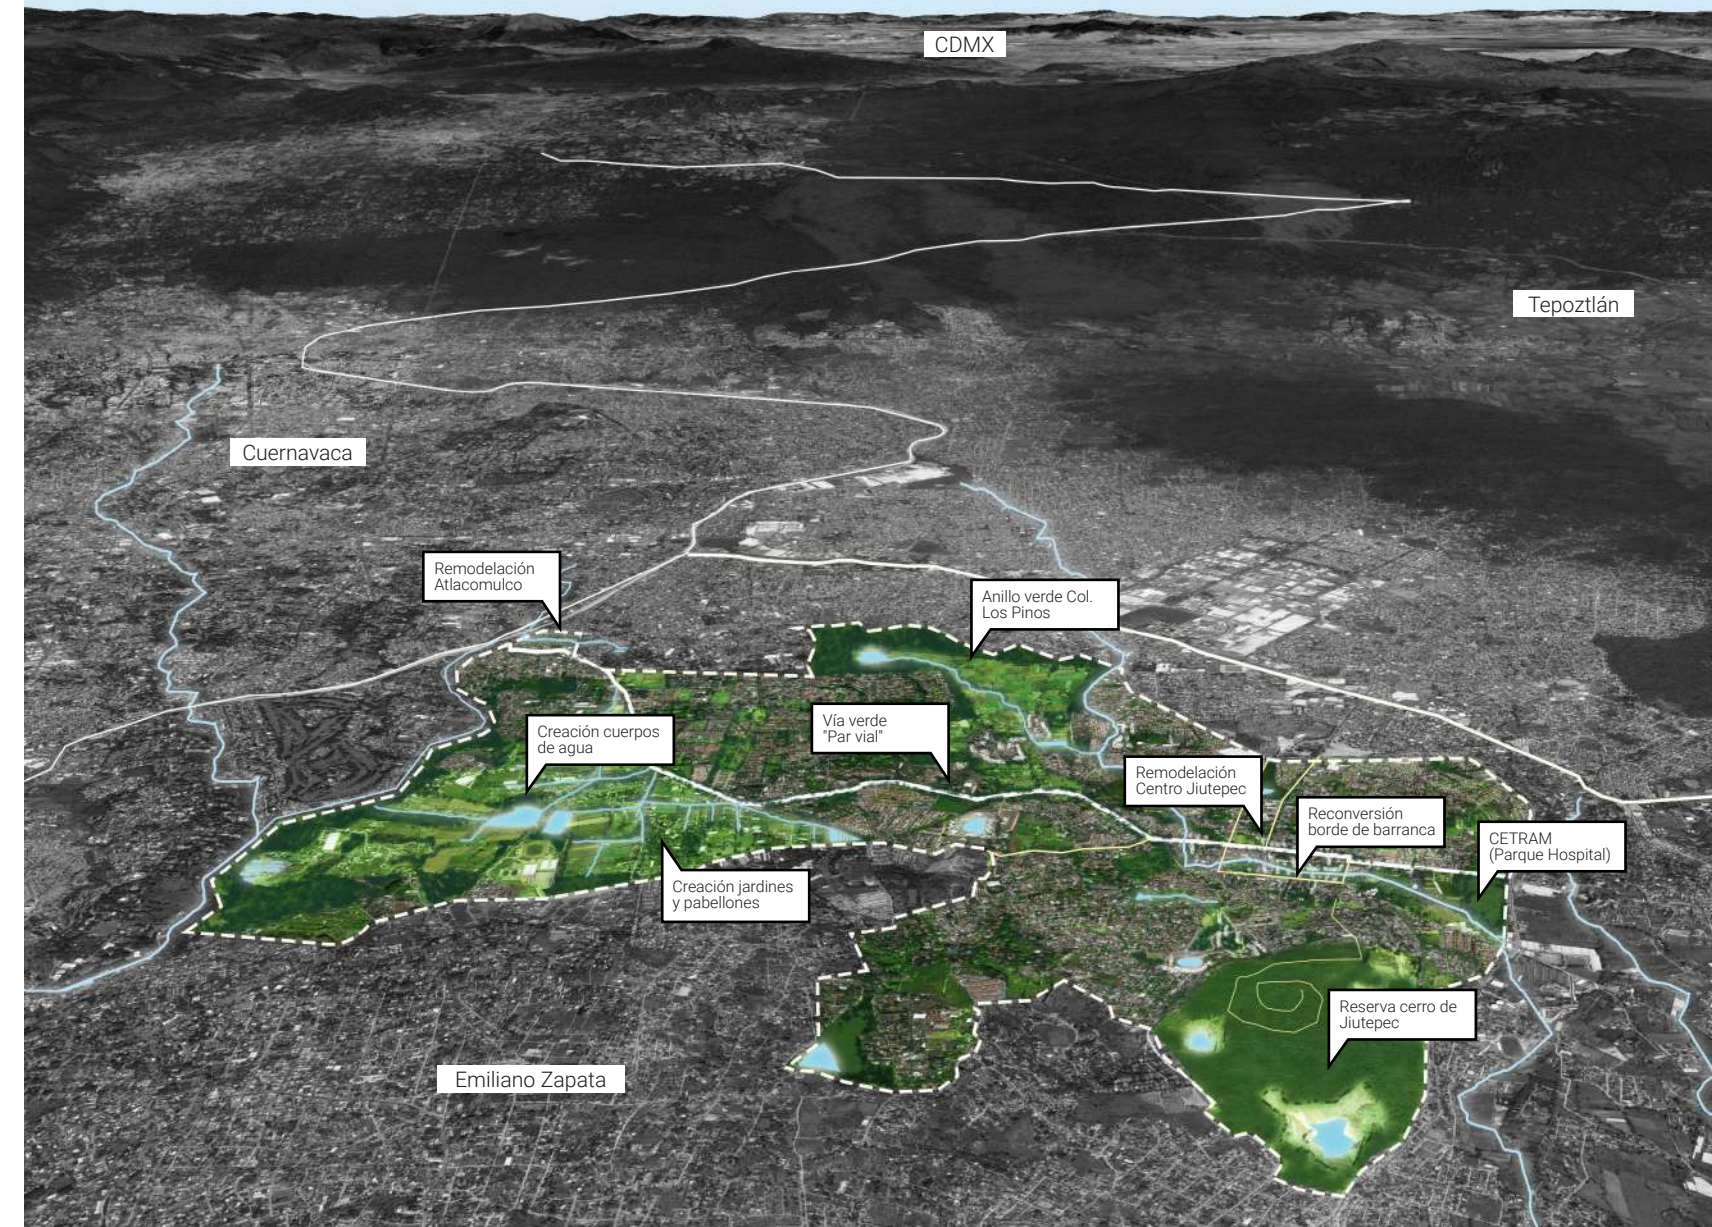 CDMX
Tepoztlán
Cuernavaca
Remodelación
Atlacomulco
Anillo verde Col.
Los Pinos
Creación cuerpos
de agua
Vía verde
"Par vial"
Remodelación
Centro Jiutepec
Reconversión
borde de barranca
CETRAM
(Parque Hospital)
Creación jardines
y pabellones
Reserva cerro de
Jiutepec
Emiliano Zapata